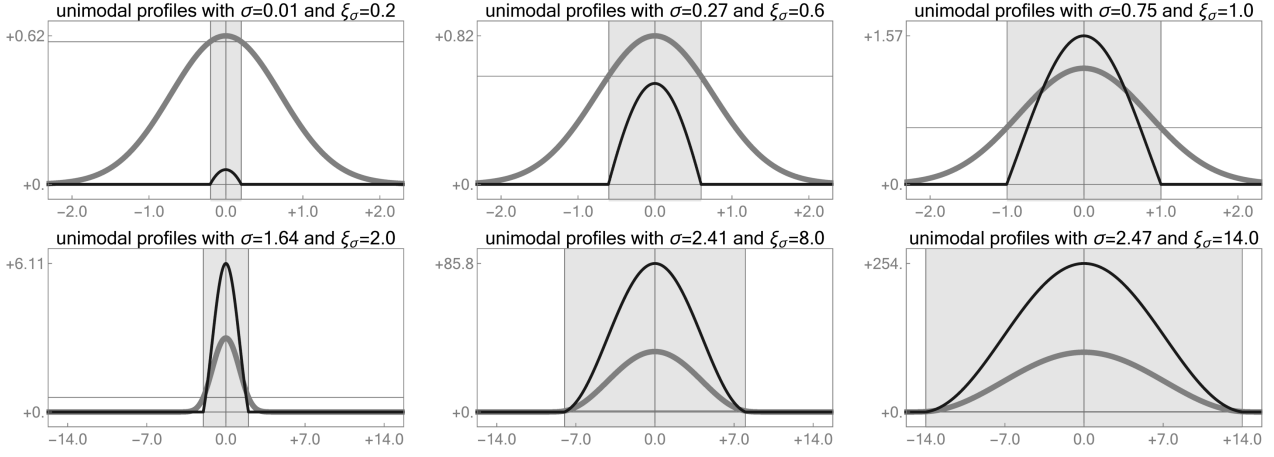 unimodal profiles with σ=0.01 and ξσ=0.2
unimodal profiles with σ=0.27 and ξσ=0.6
unimodal profiles with σ=0.75 and ξσ=1.0
+0.62
+0.
−2.0 −1.0 0.0 +1.0 +2.0
+0.82
+0.
−2.0 −1.0 0.0 +1.0 +2.0
+1.57
+0.
−2.0 −1.0 0.0 +1.0 +2.0
unimodal profiles with σ=1.64 and ξσ=2.0
unimodal profiles with σ=2.41 and ξσ=8.0
unimodal profiles with σ=2.47 and ξσ=14.0
+6.11
+0.
−14.0 −7.0 0.0 +7.0 +14.0
+85.8
+0.
−14.0 −7.0 0.0 +7.0 +14.0
+254.
+0.
−14.0 −7.0 0.0 +7.0 +14.0